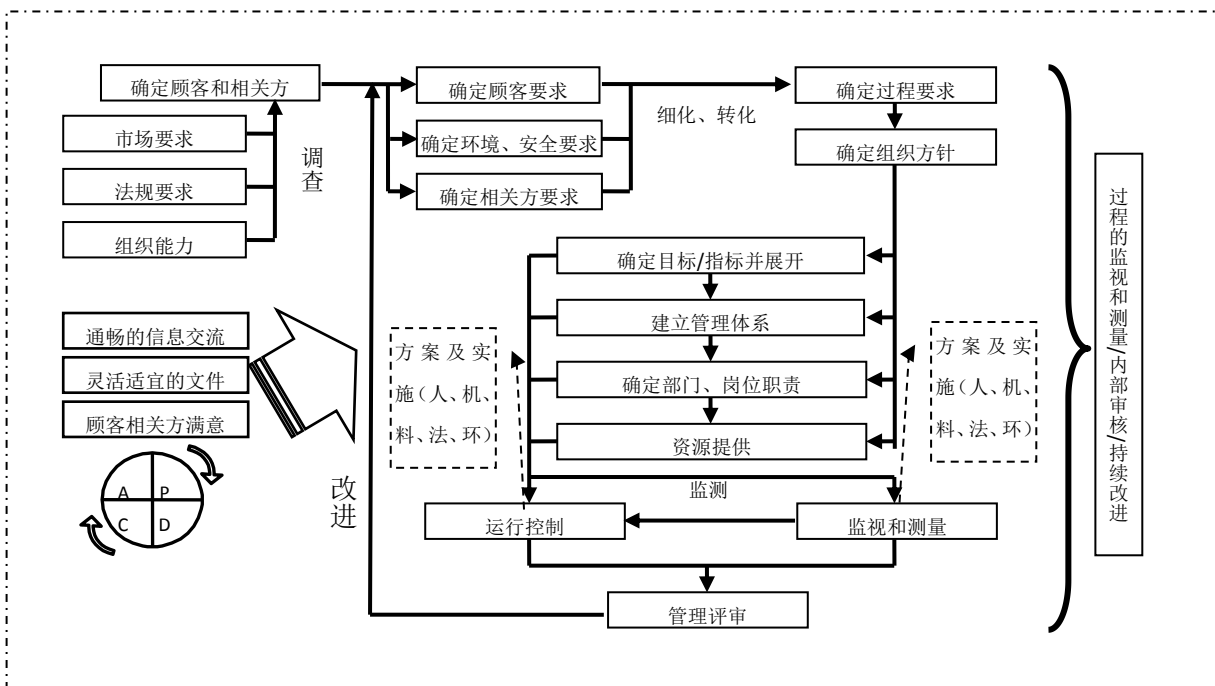 确定顾客和相关方
确定顾客要求
确定过程要求
细化、转化
市场要求
确定环境、安全要求
确定组织方针
调查
法规要求
确定相关方要求
组织能力
确定目标/指标并展开
通畅的信息交流
建立管理体系
灵活适宜的文件
方案及实
施(人、机、
料、法、环)
确定部门、岗位职责
方案及实
施(人、机、
料、法、环)
顾客相关方满意
资源提供
A P
C D
改进
监测
运行控制
监视和测量
管理评审
过程的监视和测量/内部审核/持续改进